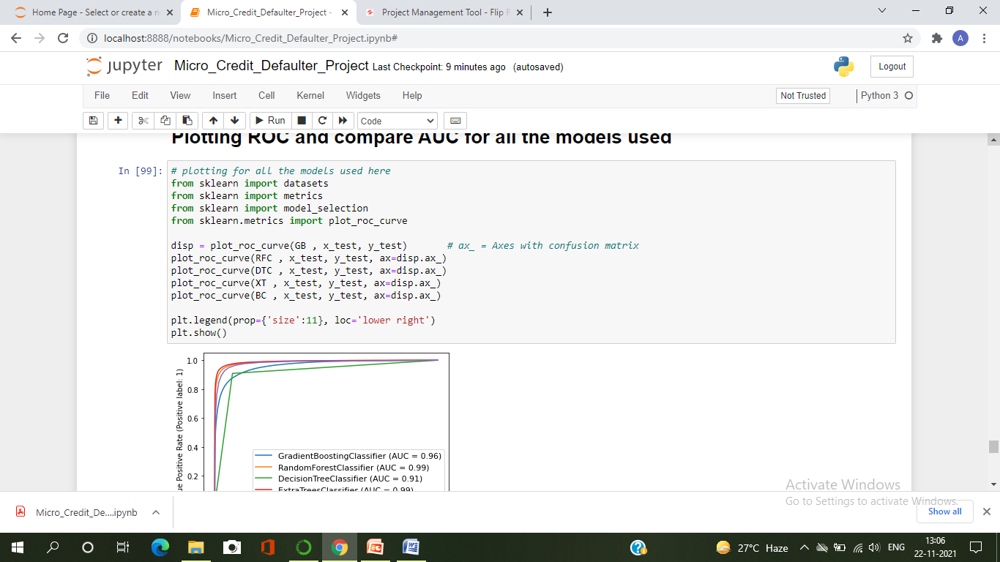 Home Page - Select or create a n
Micro_Credit_Defaulter_Project -
Project Management Tool - Flip R
localhost:8888/notebooks/Micro_Credit_Defaulter_Project.ipynb#
A
jupyter Micro_Credit_Defaulter_Project Last Checkpoint: 9 minutes ago (autosaved)
Logout
File Edit View Insert Cell Kernel Widgets Help
Not Trusted
Python 3
Run
Code
Plotting ROC and compare AUC for all the models used
In [99]:
# plotting for all the models used here
from sklearn import datasets
from sklearn import metrics
from sklearn import model_selection
from sklearn.metrics import plot_roc_curve
disp = plot_roc_curve(GB , x_test, y_test) # ax_ = Axes with confusion matrix
plot_roc_curve(RFC , x_test, y_test, ax=disp.ax_)
plot_roc_curve(DTC , x_test, y_test, ax=disp.ax_)
plot_roc_curve(XT , x_test, y_test, ax=disp.ax_)
plot_roc_curve(BC , x_test, y_test, ax=disp.ax_)
plt.legend(prop={'size':11}, loc='lower right')
plt.show()
1.0
0.8
0.6
0.4
0.2
ue Positive Rate (Positive label: 1)
GradientBoostingClassifier (AUC = 0.96)
RandomForestClassifier (AUC = 0.99)
DecisionTreeClassifier (AUC = 0.91)
ExtraTreesClassifier (AUC = 0.99)
Activate Windows
Go to Settings to activate Windows.
Micro_Credit_De....ipynb
Show all
27°C Haze
ENG
13:06
22-11-2021